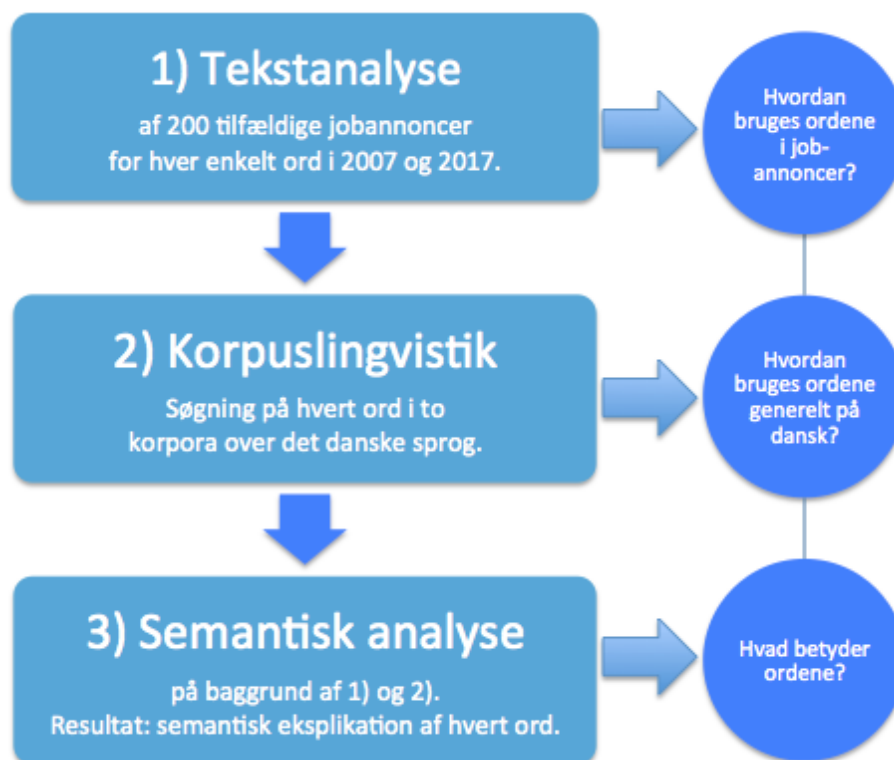 1) Tekstanalyse
af 200 tilfældige jobannoncer
for hver enkelt ord i 2007 og 2017.
Hvordan
bruges ordene
i job-
annoncer?
2) Korpuslingvistik
Søgning på hvert ord i to
korpora over det danske sprog.
Hvordan
bruges ordene
generelt på
dansk?
3) Semantisk analyse
på baggrund af 1) og 2).
Resultat: semantisk eksplikation af hvert ord.
Hvad betyder
ordene?